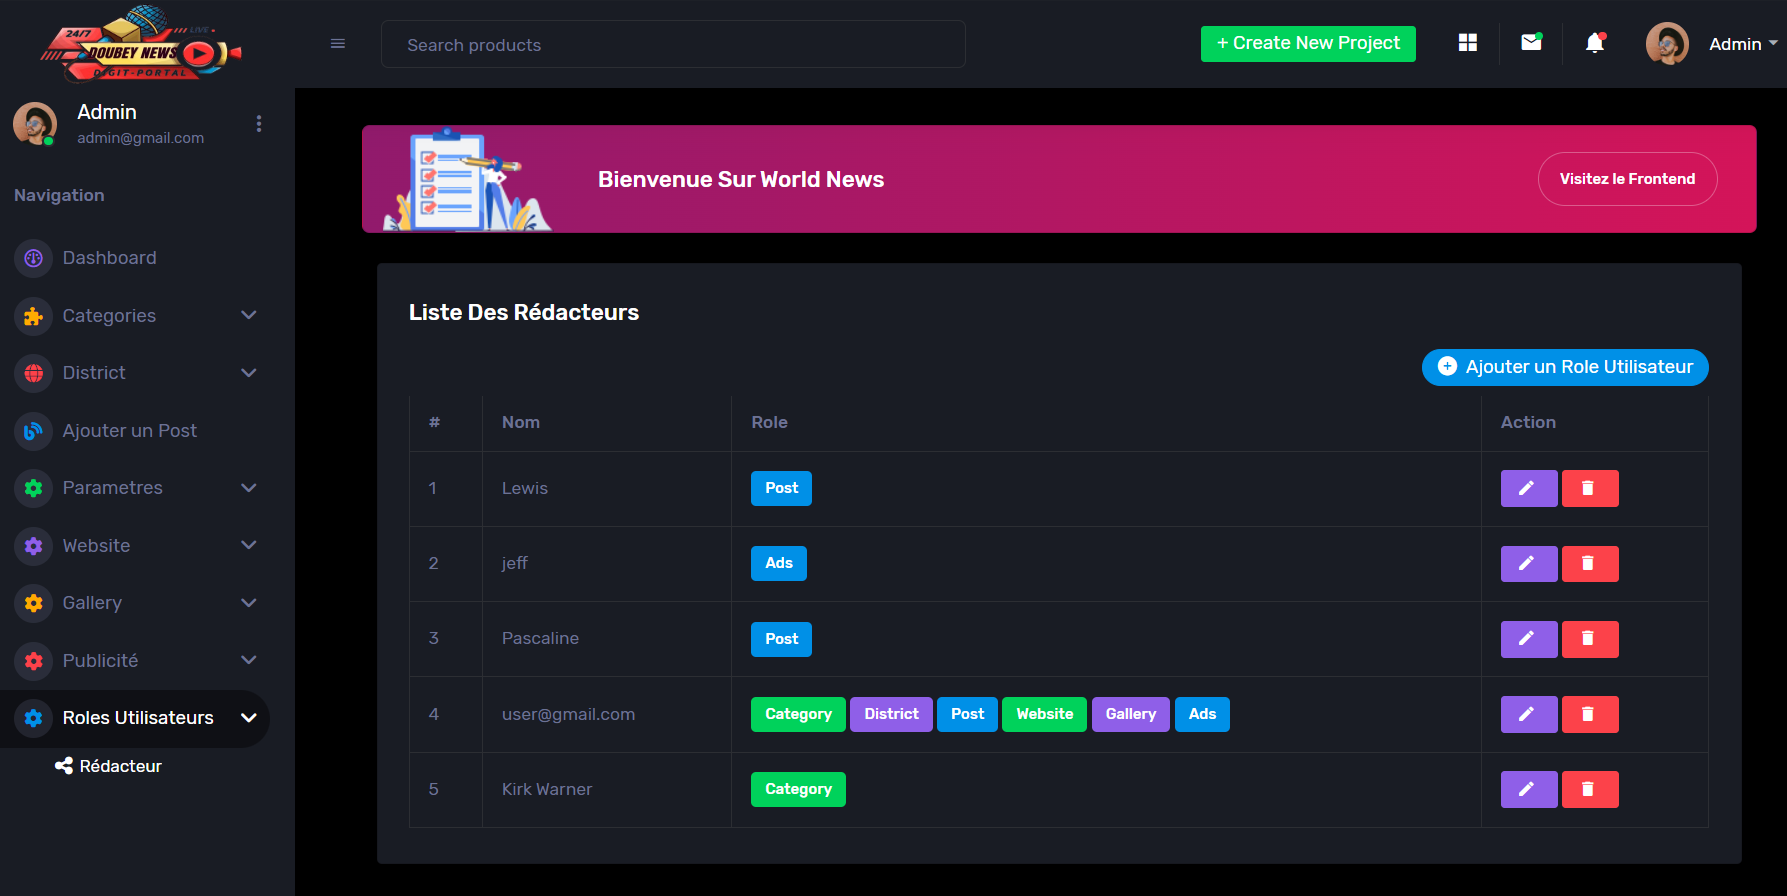 24/7 LIVE
DOUBEY NEWS
DIGIT-PORTAL
Search products
+ Create New Project
Admin
Admin
admin@gmail.com
Navigation
Dashboard
Categories
District
Ajouter un Post
Parametres
Website
Gallery
Publicité
Roles Utilisateurs
Rédacteur
Bienvenue Sur World News
Visitez le Frontend
Liste Des Rédacteurs
Ajouter un Role Utilisateur
# Nom Role Action
1 Lewis Post
2 jeff Ads
3 Pascaline Post
4 user@gmail.com Category District Post Website Gallery Ads
5 Kirk Warner Category